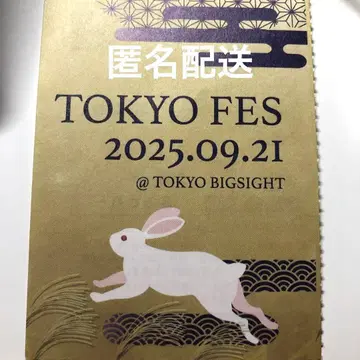 匿名配送
TOKYO FES
2025.09.21
@ TOKYO BIGSIGHT